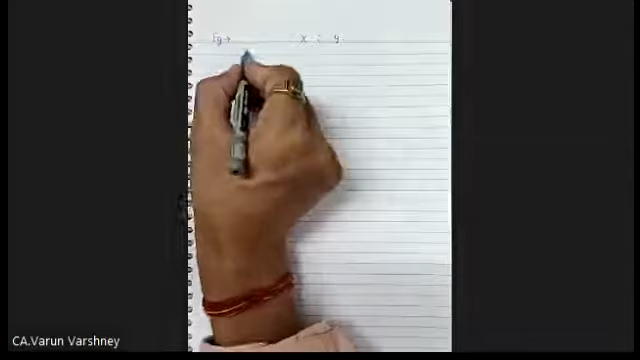 Eg → x : y
CA.Varun Varshney